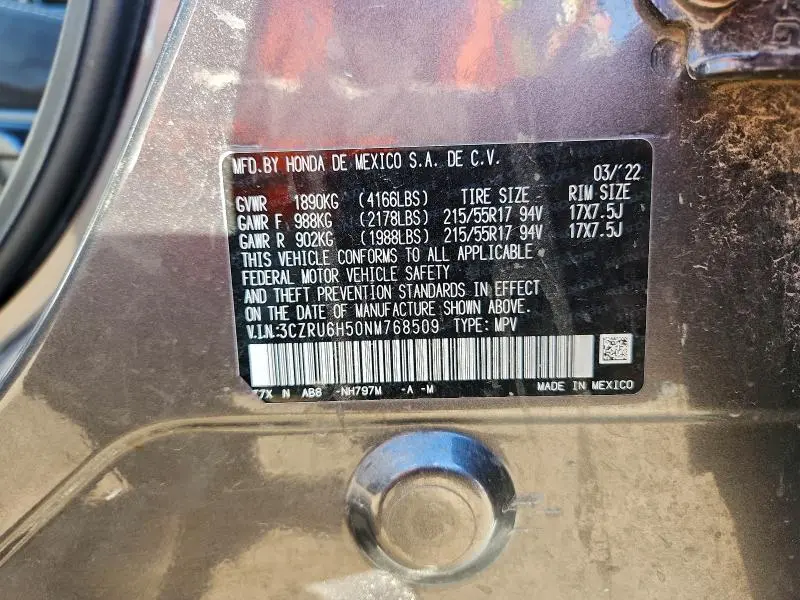 MFD.BY HONDA DE MEXICO S.A. DE C.V.
03/'22
GVWR 1890KG (4166LBS) TIRE SIZE RIM SIZE
GAWR F 988KG (2178LBS) 215/55R17 94V 17X7.5J
GAWR R 902KG (1988LBS) 215/55R17 94V 17X7.5J
THIS VEHICLE CONFORMS TO ALL APPLICABLE
FEDERAL MOTOR VEHICLE SAFETY
AND THEFT PREVENTION STANDARDS IN EFFECT
ON THE DATE OF MANUFACTURE SHOWN ABOVE.
V.I.N:3CZRU6H50NM768509 TYPE: MPV
N AB8 -NH797M -A -M MADE IN MEXICO